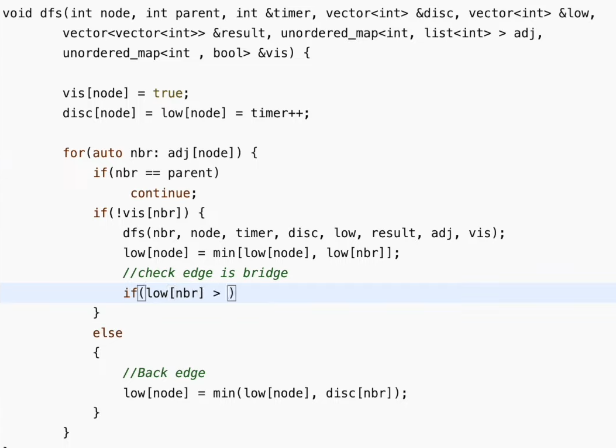 void dfs(int node, int parent, int &timer, vector<int> &disc, vector<int> &low,
vector<vector<int>> &result, unordered_map<int, list<int> > adj,
unordered_map<int , bool> &vis) {
vis[node] = true;
disc[node] = low[node] = timer++;
for(auto nbr: adj[node]) {
if(nbr == parent)
continue;
if(!vis[nbr]) {
dfs(nbr, node, timer, disc, low, result, adj, vis);
low[node] = min[low[node], low[nbr]];
//check edge is bridge
if(low[nbr] > )
}
else
{
//Back edge
low[node] = min(low[node], disc[nbr]);
}
}